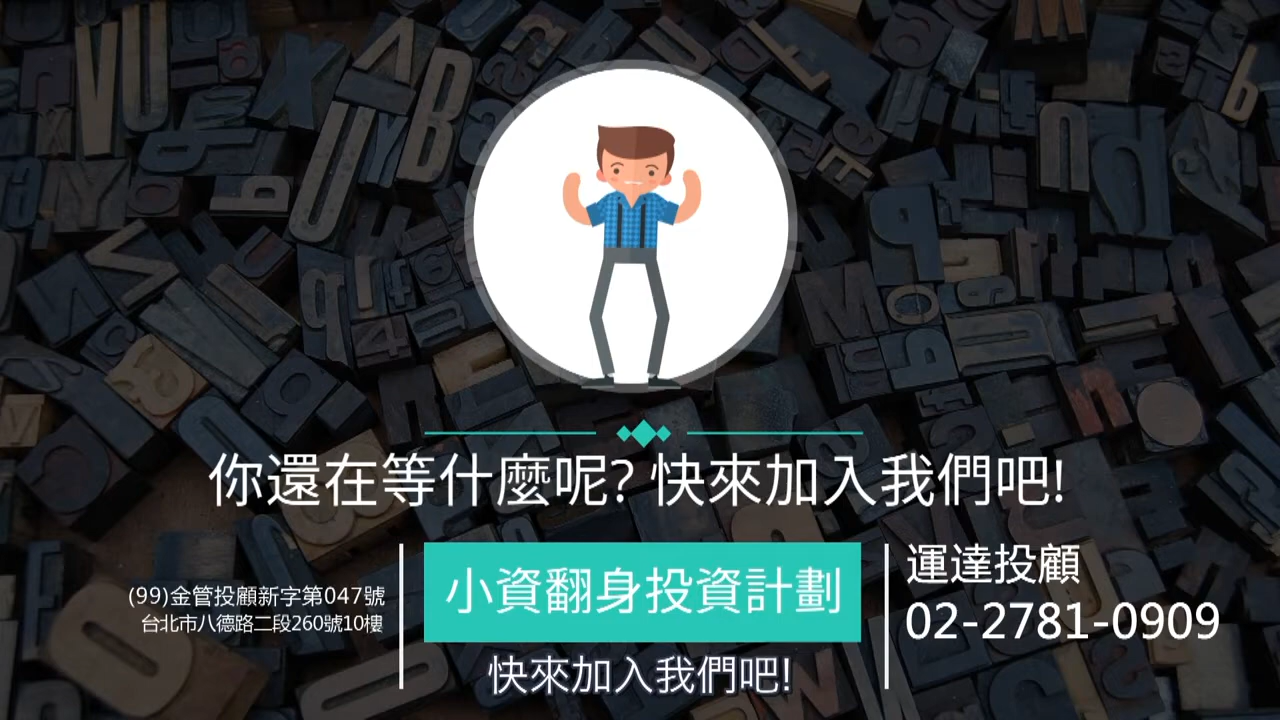 你還在等什麼呢? 快來加入我們吧!
(99)金管投顧新字第047號
台北市八德路二段260號10樓
小資翻身投資計劃
快來加入我們吧!
運達投顧
02-2781-0909